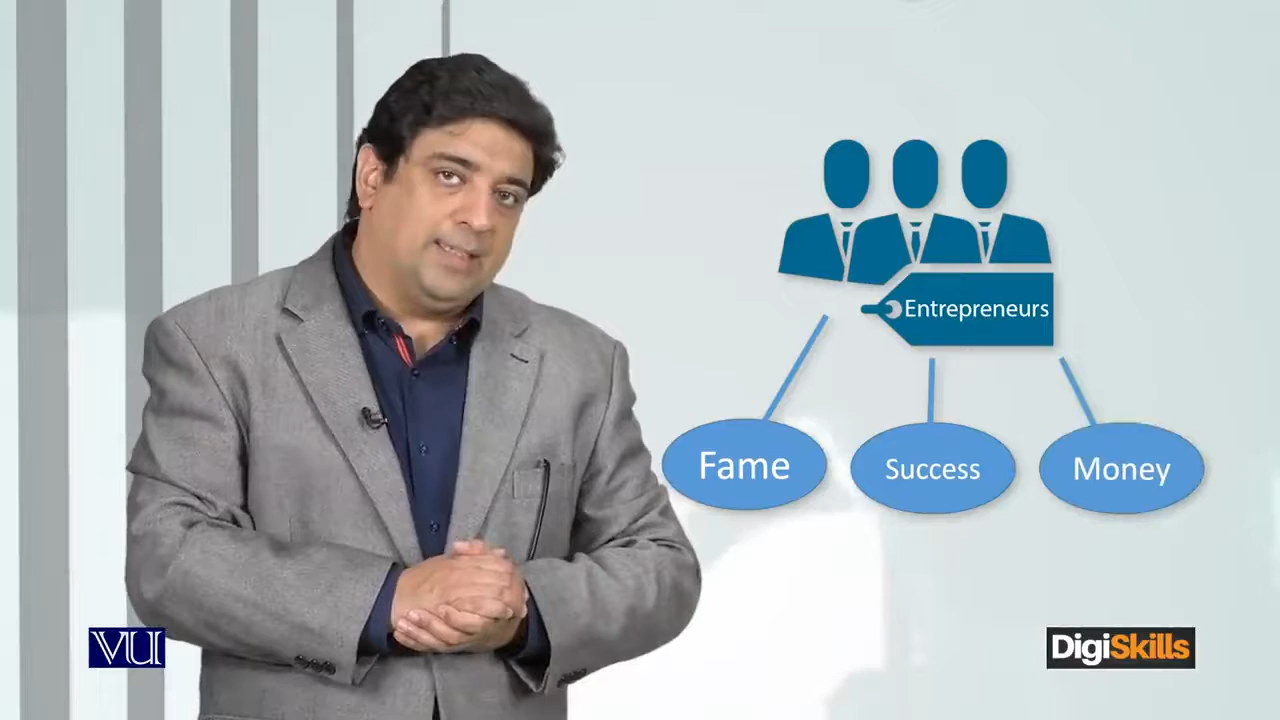 Entrepreneurs
Fame
Success
Money
VU
DigiSkills